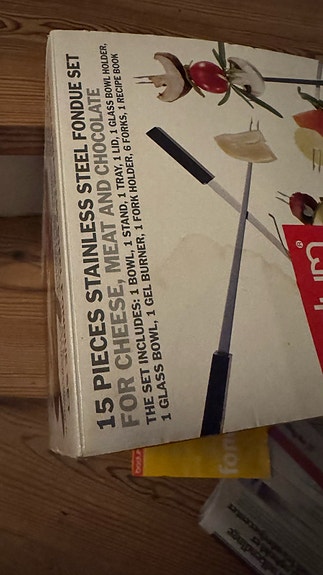 15 PIECES STAINLESS STEEL FONDUE SET
FOR CHEESE, MEAT AND CHOCOLATE
THE SET INCLUDES: 1 BOWL, 1 STAND, 1 TRAY, 1 LID, 1 GLASS BOWL HOLDER,
1 GLASS BOWL, 1 GEL BURNER, 1 FORK HOLDER, 6 FORKS, 1 RECIPE BOOK
®